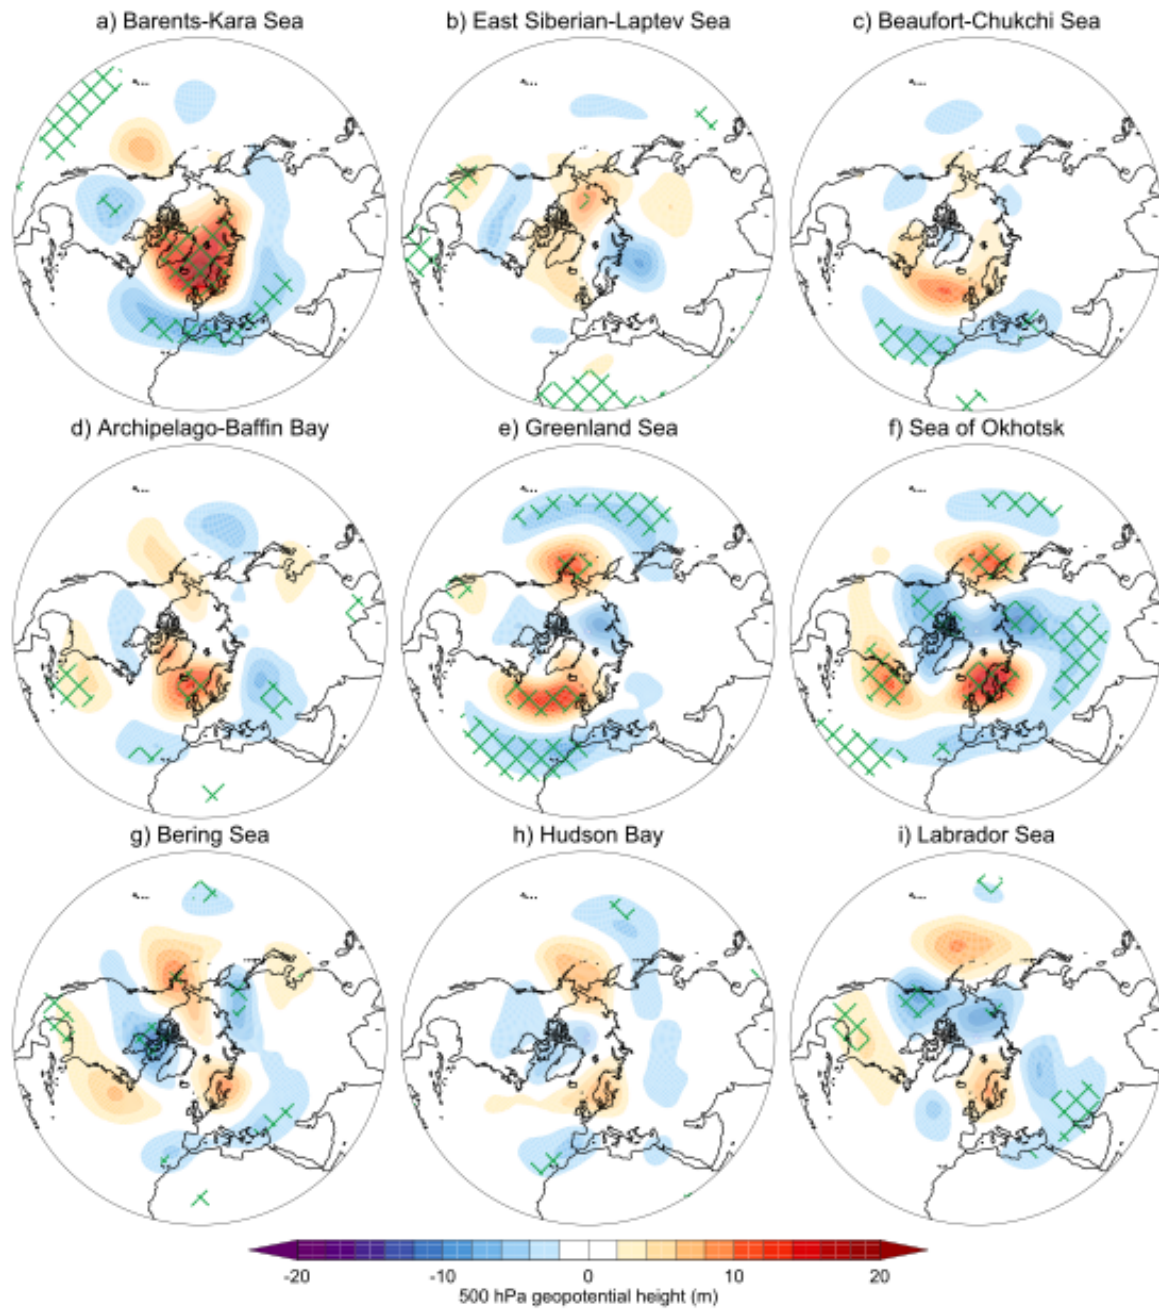 a) Barents-Kara Sea
b) East Siberian-Laptev Sea
c) Beaufort-Chukchi Sea
d) Archipelago-Baffin Bay
e) Greenland Sea
f) Sea of Okhotsk
g) Bering Sea
h) Hudson Bay
i) Labrador Sea
-20 -10 0 10 20
500 hPa geopotential height (m)